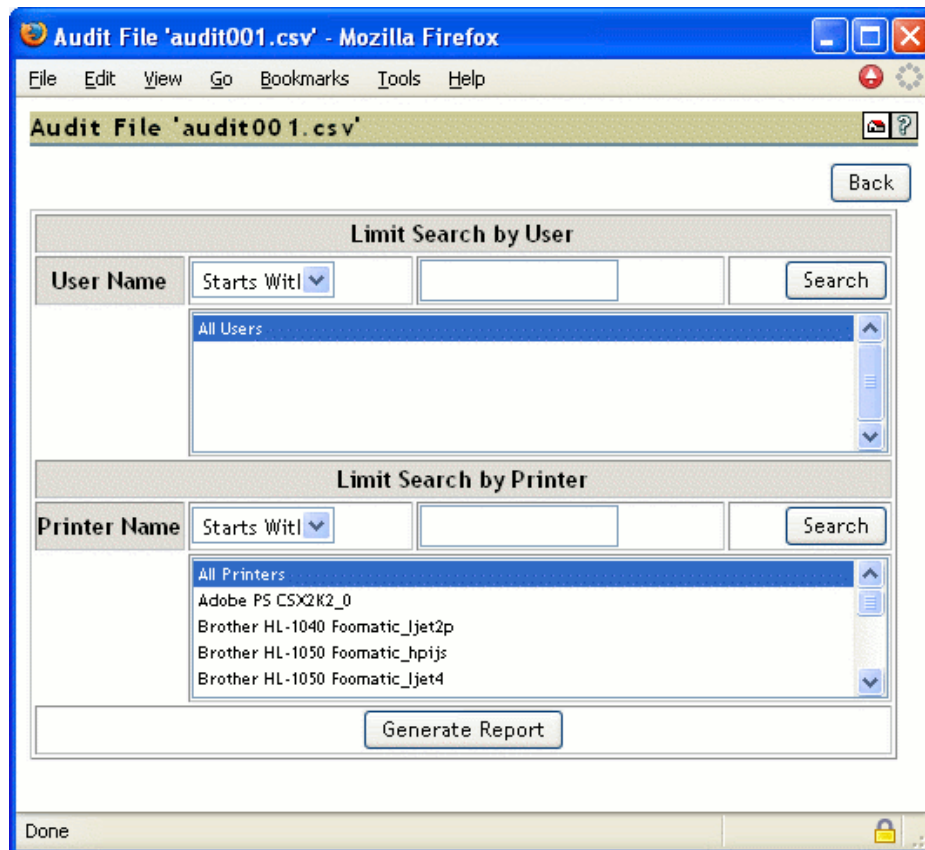 Audit File 'audit001.csv' - Mozilla Firefox
File Edit View Go Bookmarks Tools Help
Audit File 'audit001.csv'
?
Back
Limit Search by User
User Name Starts Witl Search
All Users
Limit Search by Printer
Printer Name Starts Witl Search
All Printers
Adobe PS CSX2K2_0
Brother HL-1040 Foomatic_ljet2p
Brother HL-1050 Foomatic_hpijs
Brother HL-1050 Foomatic_ljet4
Generate Report
Done